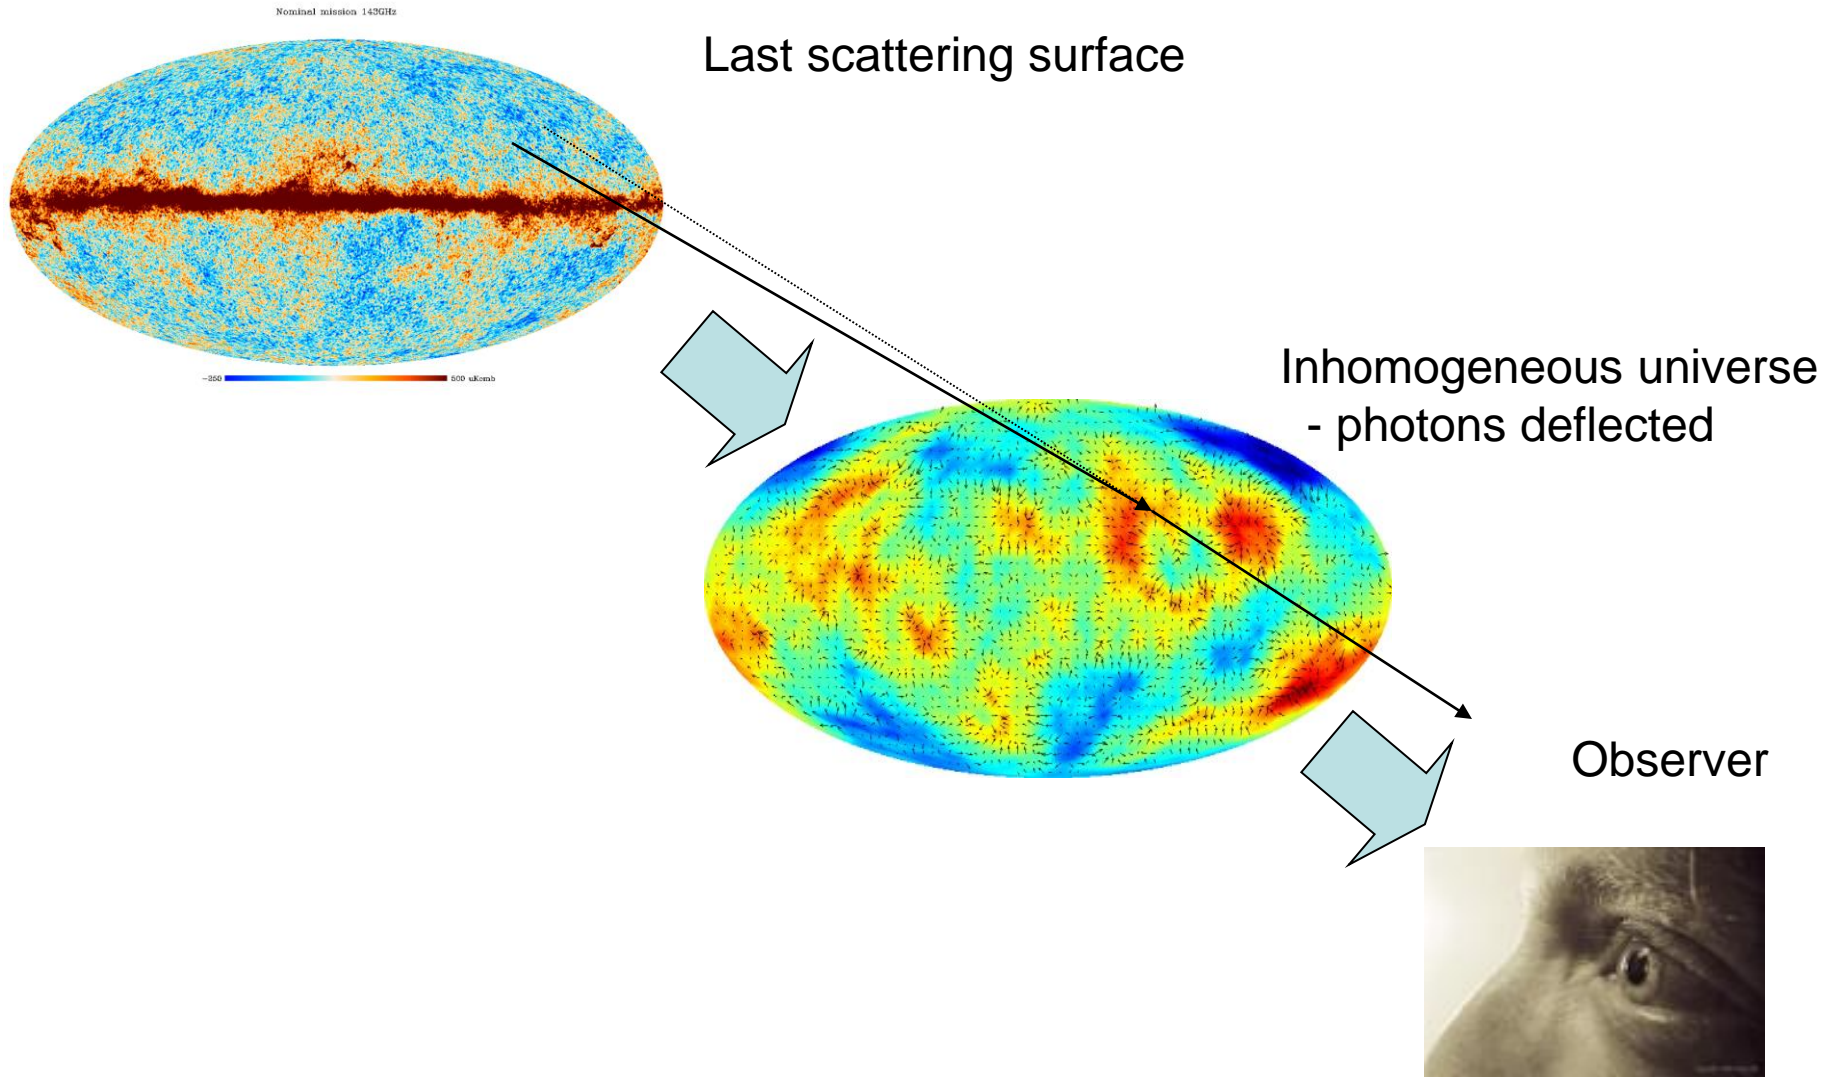 Nominal mission 143GHz
Last scattering surface
-250 500 uKcmb
Inhomogeneous universe
- photons deflected
Observer